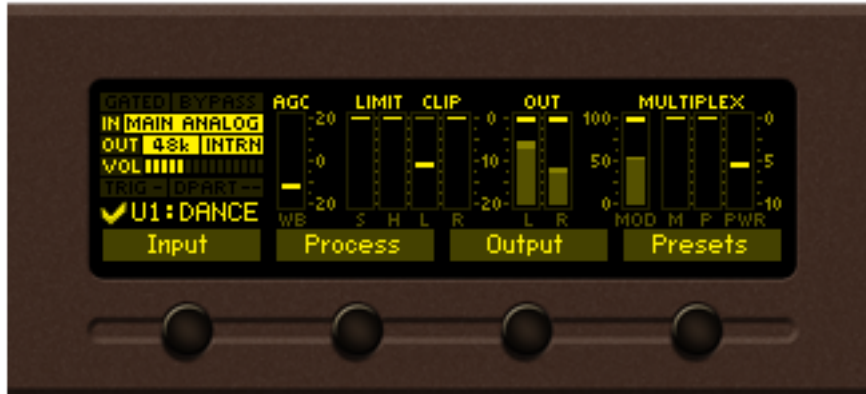 GATED BYPASS AGC LIMIT CLIP OUT MULTIPLEX
IN MAIN ANALOG
OUT 48k INTRN
VOL
TRIG - DPART --
U1:DANCE
20 0 20
0 -10 -20
100 50 0
-0 -5 -10
WB S H L R L R MOD M P PWR
Input Process Output Presets